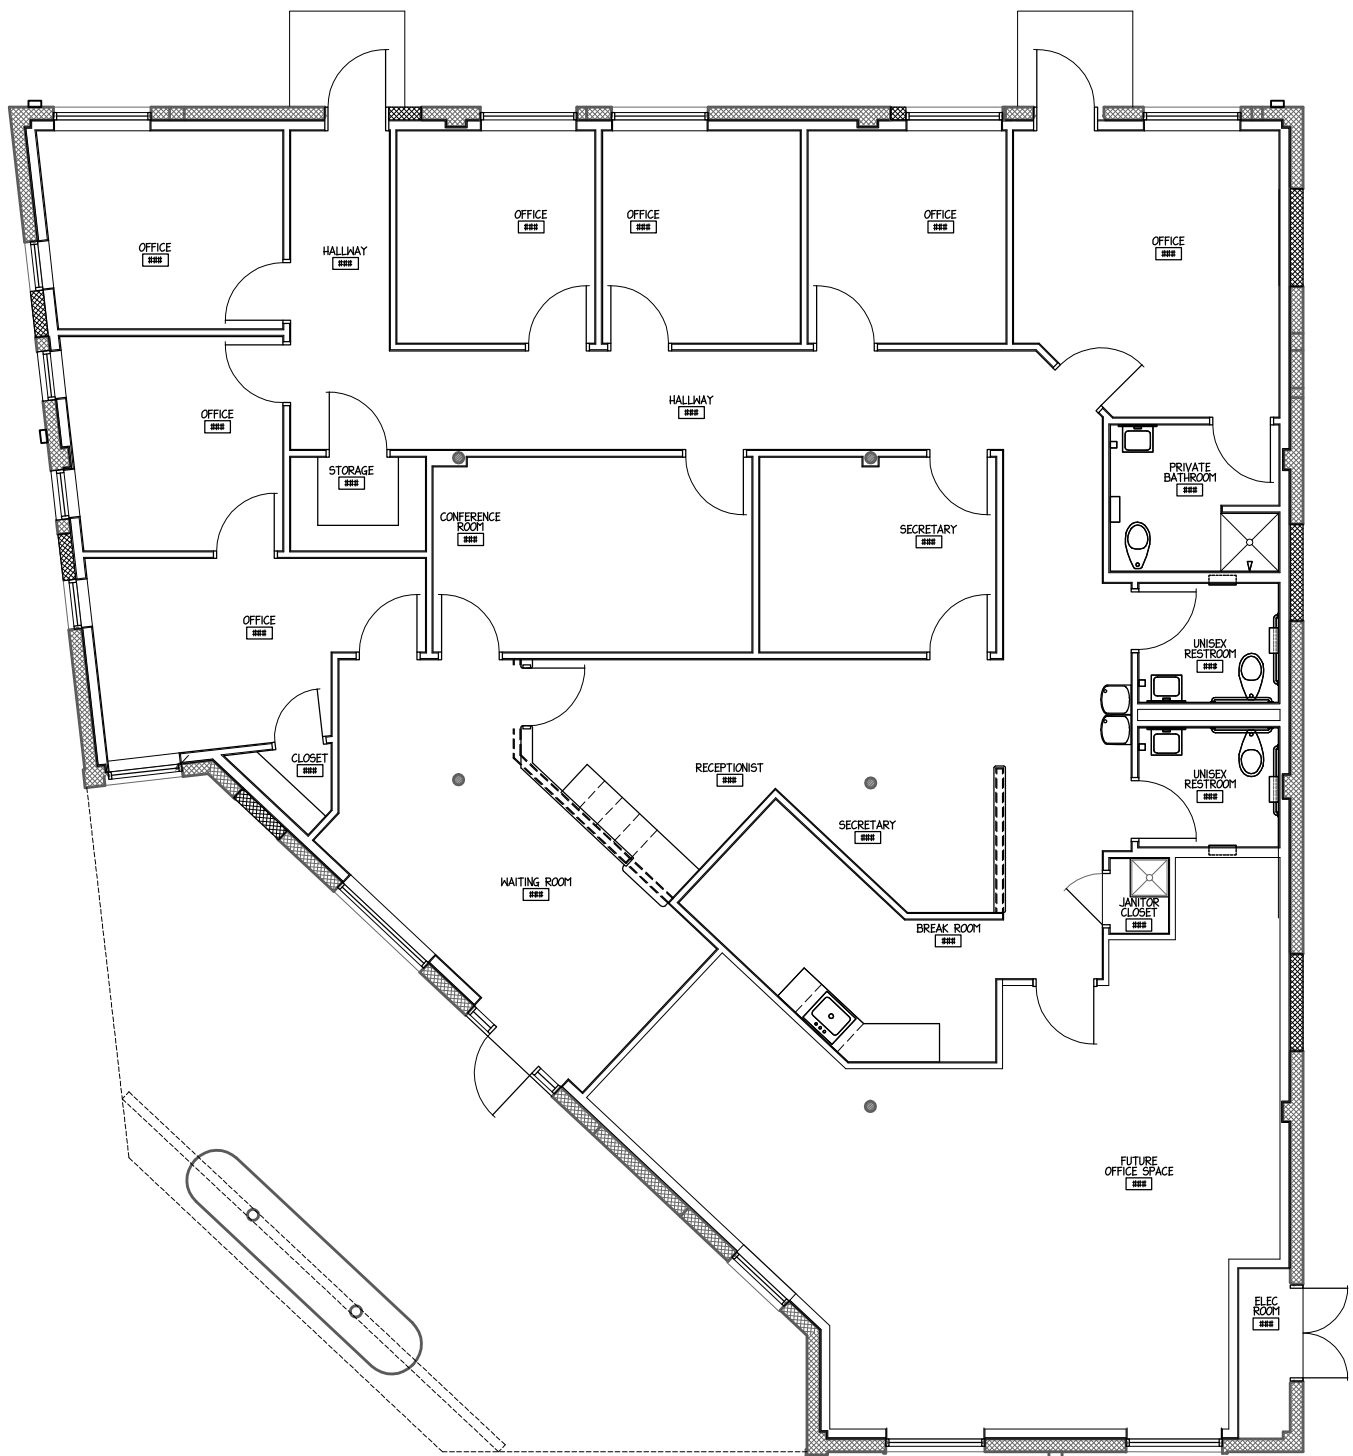 OFFICE
###
HALLWAY
###
OFFICE
###
OFFICE
###
OFFICE
###
OFFICE
###
OFFICE
###
HALLWAY
###
STORAGE
###
PRIVATE
BATHROOM
###
CONFERENCE
ROOM
###
SECRETARY
###
OFFICE
###
UNISEX
RESTROOM
###
CLOSET
###
RECEPTIONIST
###
UNISEX
RESTROOM
###
SECRETARY
###
WAITING ROOM
###
JANITOR
CLOSET
###
BREAK ROOM
###
FUTURE
OFFICE SPACE
###
ELEC
ROOM
###